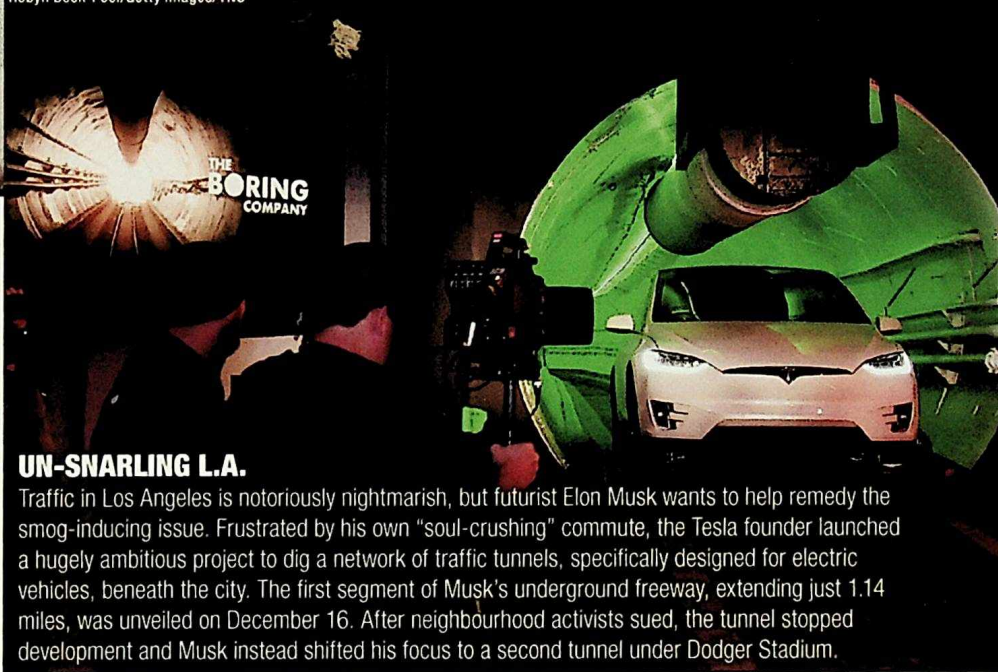 THE
BORING
COMPANY
UN-SNARLING L.A.
Traffic in Los Angeles is notoriously nightmarish, but futurist Elon Musk wants to help remedy the
smog-inducing issue. Frustrated by his own “soul-crushing” commute, the Tesla founder launched
a hugely ambitious project to dig a network of traffic tunnels, specifically designed for electric
vehicles, beneath the city. The first segment of Musk’s underground freeway, extending just 1.14
miles, was unveiled on December 16. After neighbourhood activists sued, the tunnel stopped
development and Musk instead shifted his focus to a second tunnel under Dodger Stadium.